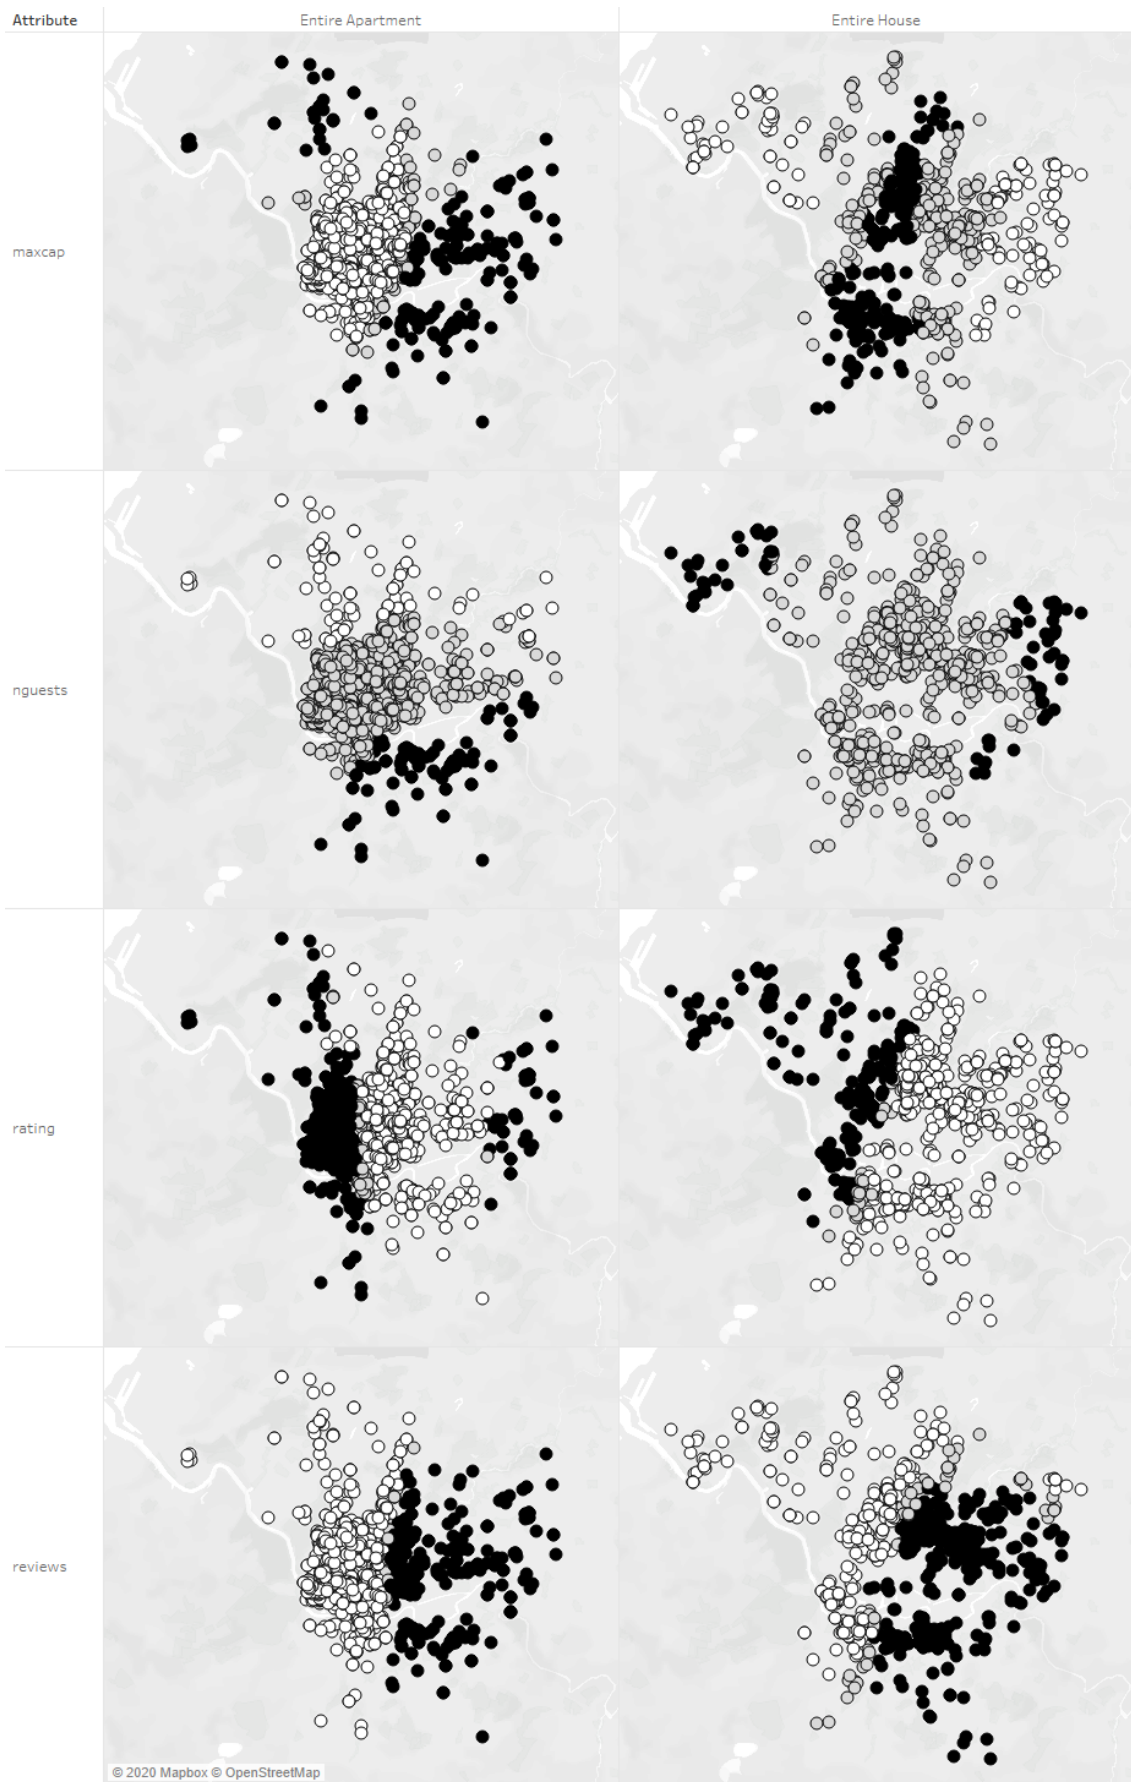 Attribute Entire Apartment Entire House
maxcap
nguests
rating
reviews
© 2020 Mapbox © OpenStreetMap